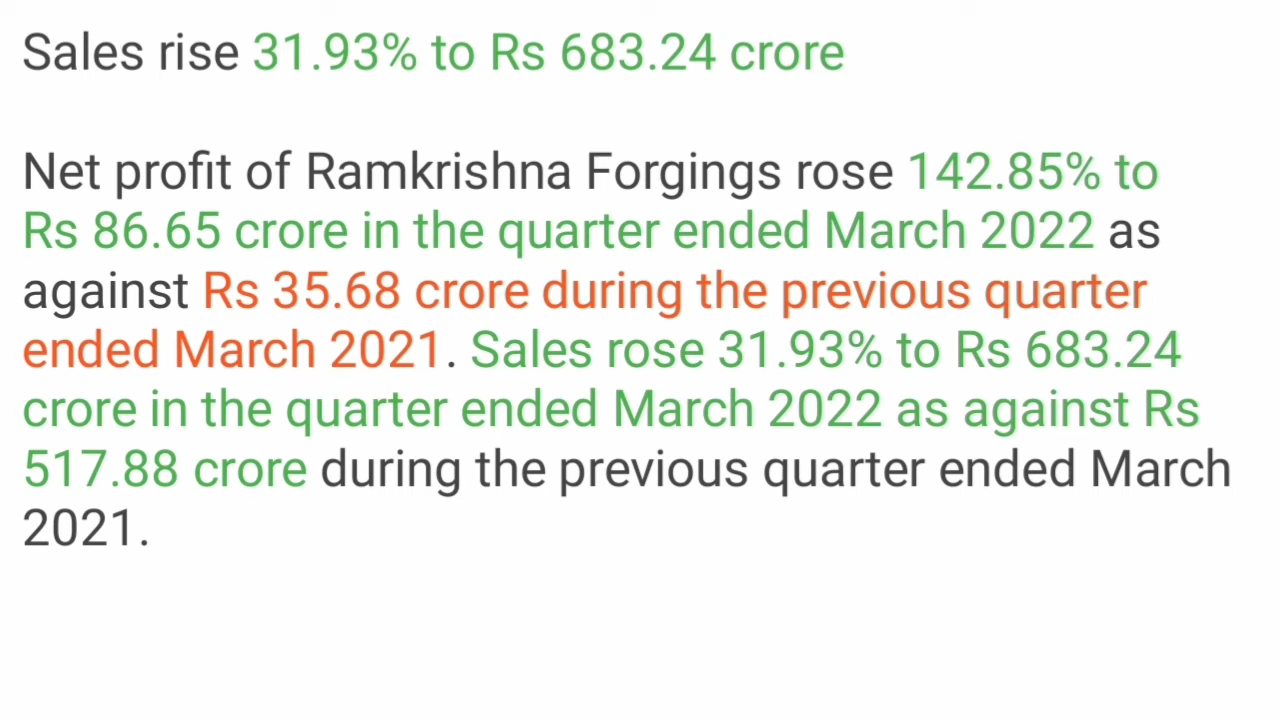 Sales rise 31.93% to Rs 683.24 crore
Net profit of Ramkrishna Forgings rose 142.85% to
Rs 86.65 crore in the quarter ended March 2022 as
against Rs 35.68 crore during the previous quarter
ended March 2021. Sales rose 31.93% to Rs 683.24
crore in the quarter ended March 2022 as against Rs
517.88 crore during the previous quarter ended March
2021.